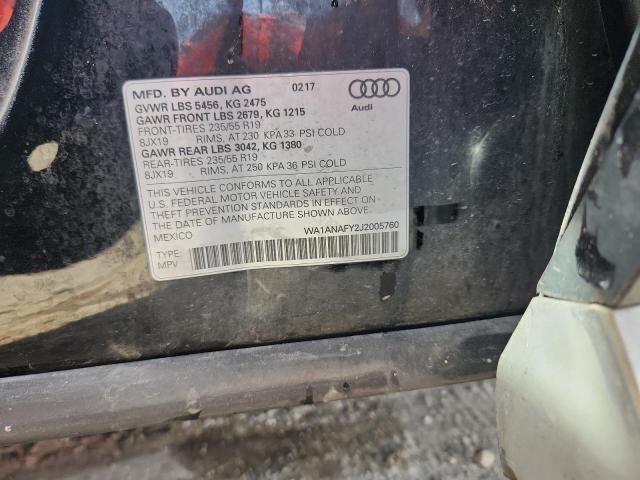 MFD. BY AUDI AG 0217
GVWR LBS 5456, KG 2475
GAWR FRONT LBS 2679, KG 1215
FRONT-TIRES 235/55 R19
8JX19 RIMS, AT 230 KPA 33 PSI COLD
GAWR REAR LBS 3042, KG 1380
REAR-TIRES 235/55 R19
8JX19 RIMS, AT 250 KPA 36 PSI COLD
Audi
THIS VEHICLE CONFORMS TO ALL APPLICABLE
U.S. FEDERAL MOTOR VEHICLE SAFETY AND
THEFT PREVENTION STANDARDS IN EFFECT ON
THE DATE OF MANUFACTURE SHOWN ABOVE.
MEXICO WA1ANAFY2J2005760
TYPE:
MPV